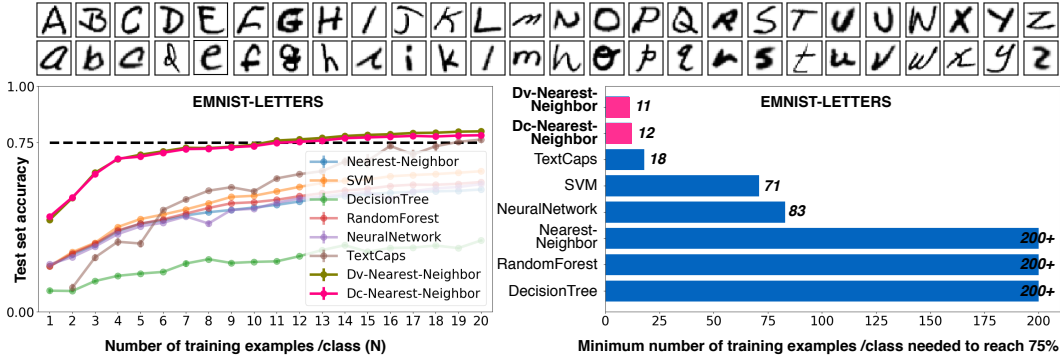 A B C D E F G H I J K L M N O P Q R S T U V W X Y Z
a b c d e f g h i j k l m n o p q r s t u v w x y z
EMNIST-LETTERS
1.00
0.75
0.00
Test set accuracy
Nearest-Neighbor
SVM
DecisionTree
RandomForest
NeuralNetwork
TextCaps
Dv-Nearest-Neighbor
Dc-Nearest-Neighbor
1 2 3 4 5 6 7 8 9 10 11 12 13 14 15 16 17 18 19 20
Number of training examples /class (N)
EMNIST-LETTERS
Dv-Nearest-
Neighbor
11
Dc-Nearest-
Neighbor
12
TextCaps
18
SVM
71
NeuralNetwork
83
Nearest-
Neighbor
200+
RandomForest
200+
DecisionTree
200+
0 25 50 75 100 125 150 175 200
Minimum number of training examples /class needed to reach 75%